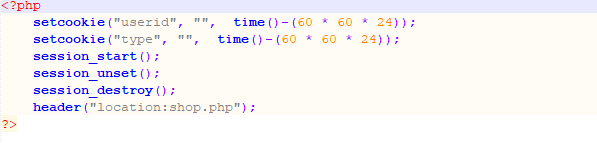 <?php
setcookie("userid", "",  time()-(60 * 60 * 24));
setcookie("type", "",  time()-(60 * 60 * 24));
session_start();
session_unset();
session_destroy();
header("location:shop.php");
?>